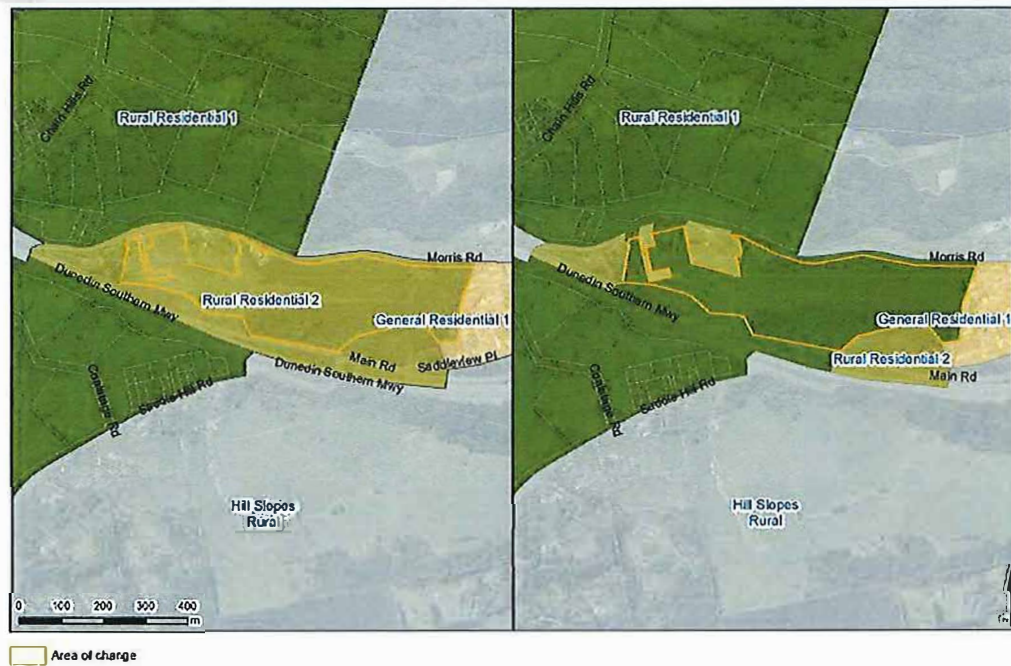 Chain Hills Rd
Rural Residential 1
Morris Rd
Dunedin Southern Mwy
Rural Residential 2
General Residential 1
Main Rd
Saddleview Pl
Dunedin Southern Mwy
Saddle Hill Rd
Hill Slopes
Rural
0 100 200 300 400
m
Chain Hills Rd
Rural Residential 1
Morris Rd
Dunedin Southern Mwy
General Residential 1
Rural Residential 2
Main Rd
Saddle Hill Rd
Hill Slopes
Rural
Area of change